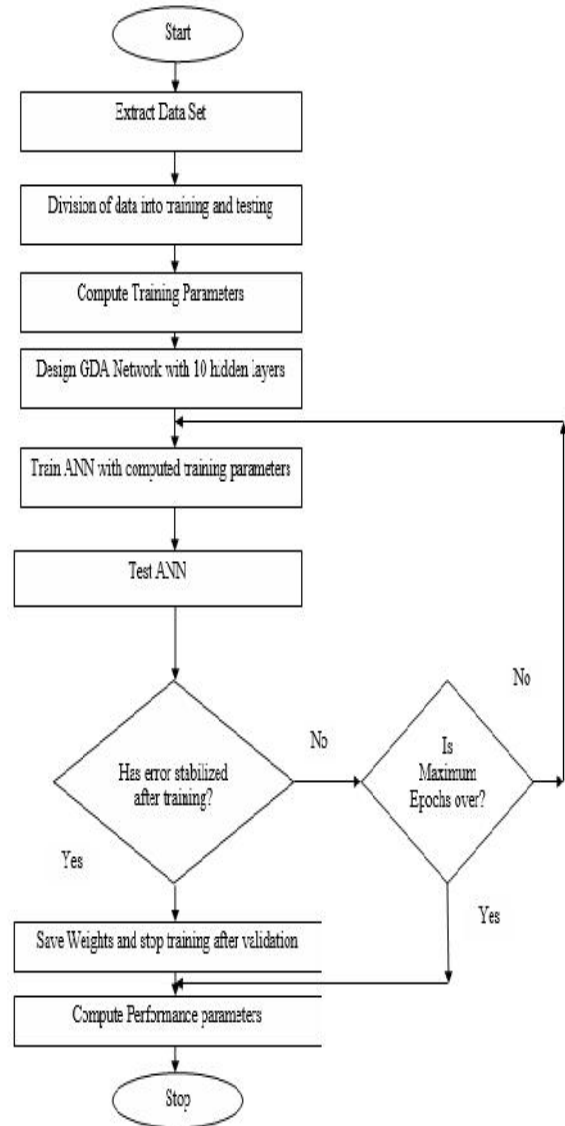 Start
Extract Data Set
Division of data into training and testing
Compute Training Parameters
Design GDA Network with 10 hidden layers
Train ANN with computed training parameters
Test ANN
No
No
Is
Maximum
Epochs over?
Has error stabilized
after training?
Yes
Yes
Save Weights and stop training after validation
Compute Performance parameters
Stop